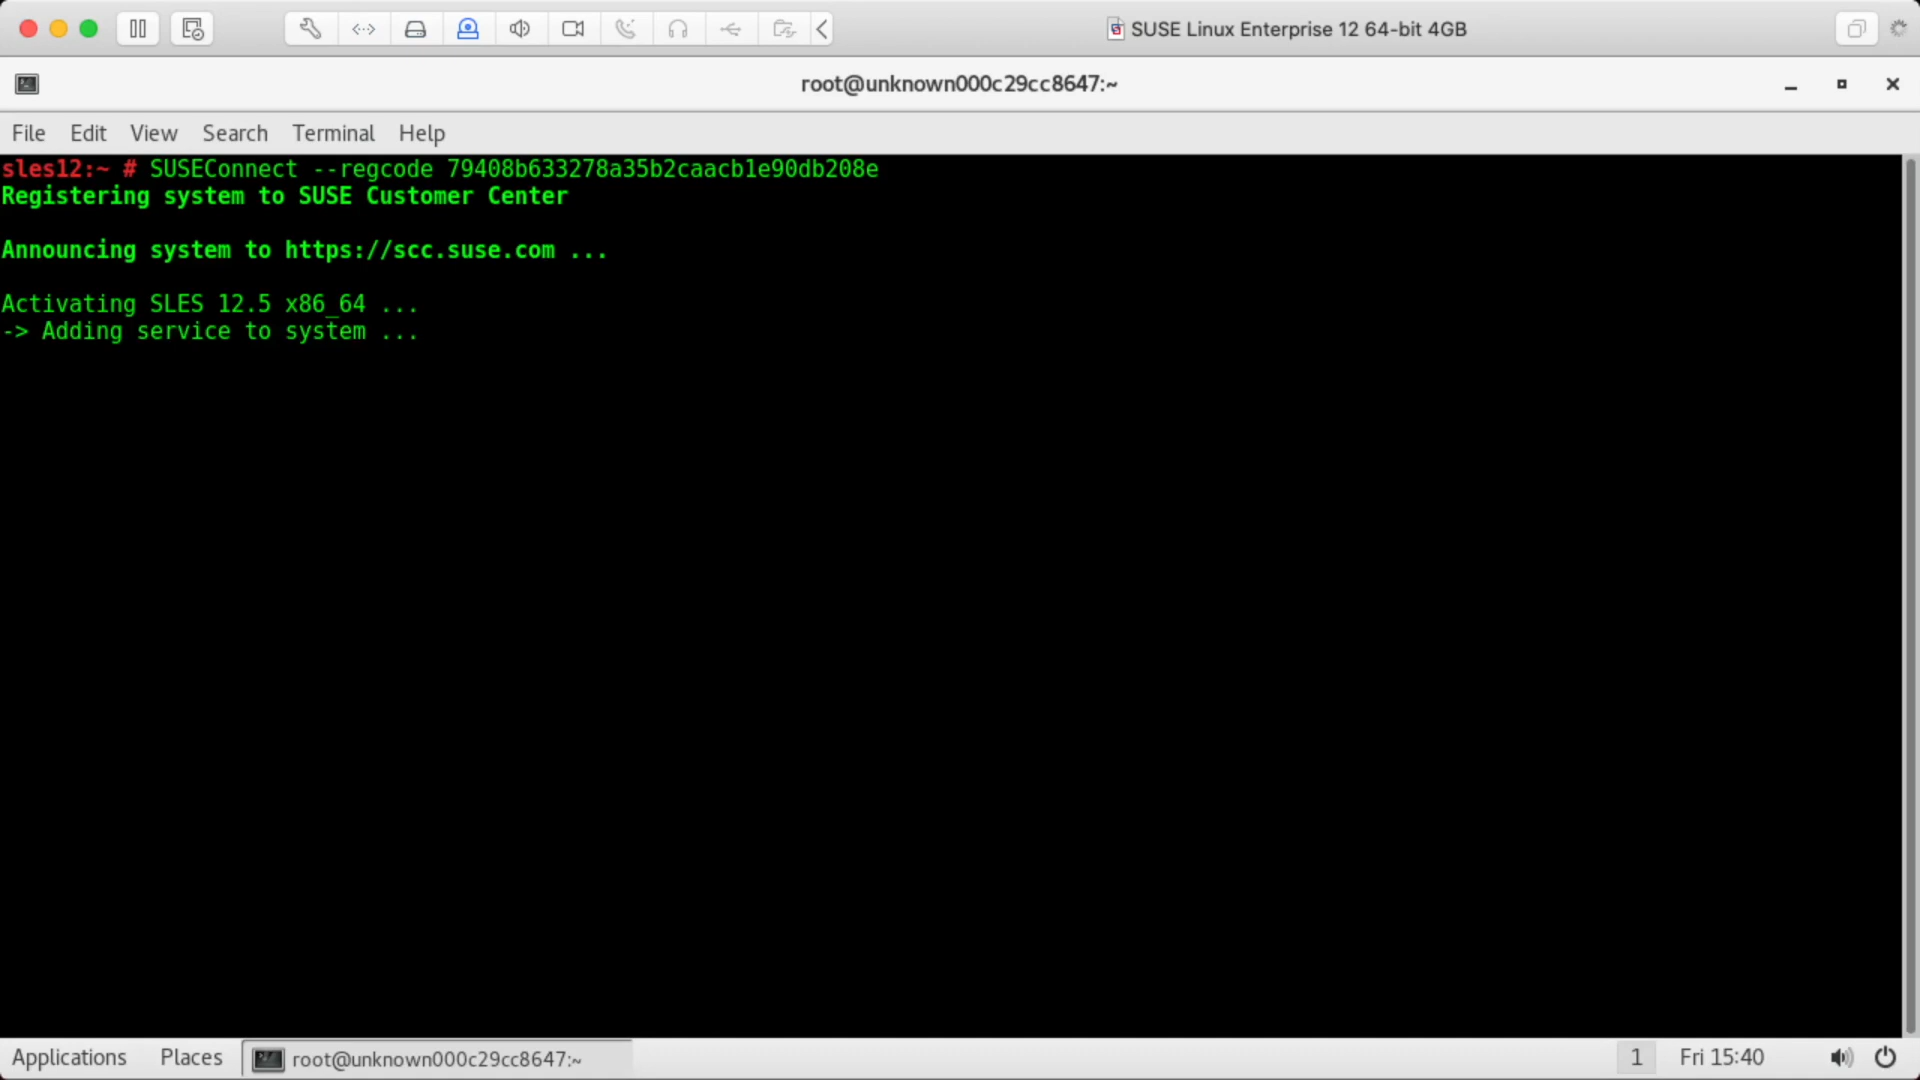 SUSE Linux Enterprise 12 64-bit 4GB
root@unknown000c29cc8647:~
File Edit View Search Terminal Help
sles12:~ # SUSEConnect --regcode 79408b633278a35b2caacb1e90db208e
Registering system to SUSE Customer Center
Announcing system to https://scc.suse.com ...
Activating SLES 12.5 x86_64 ...
-> Adding service to system ...
Applications Places root@unknown000c29cc8647:~ 1 Fri 15:40